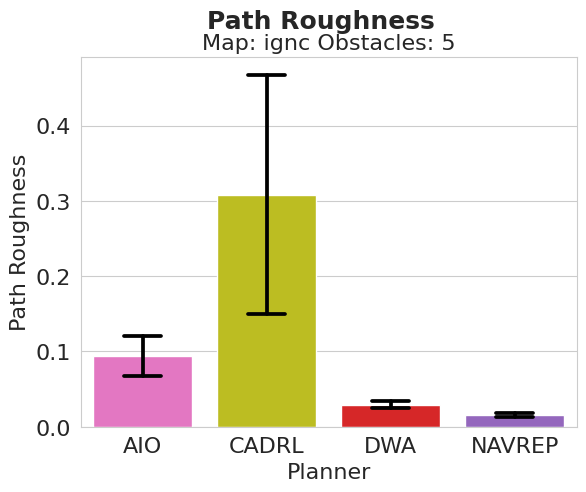 Path Roughness
Map: ignc Obstacles: 5
Path Roughness
0.4
0.3
0.2
0.1
0.0
AIO CADRL DWA NAVREP
Planner